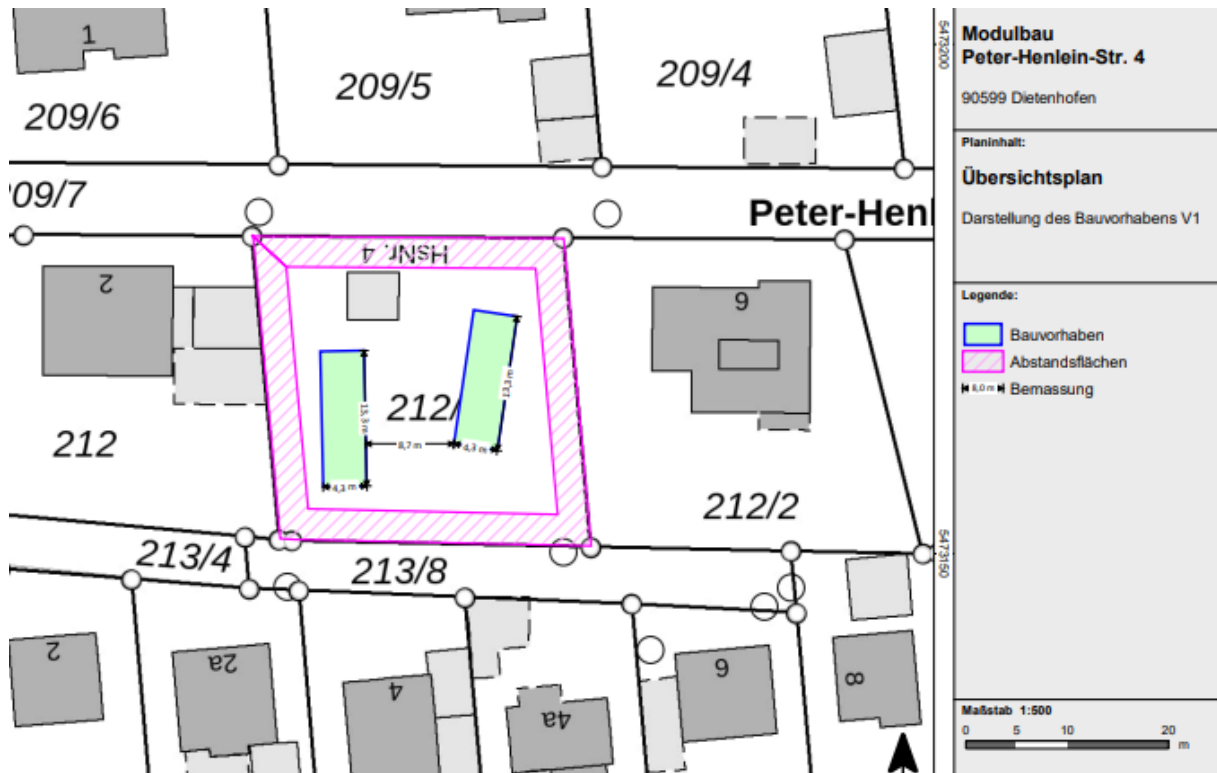 1
209/6
209/5
209/4
209/7
Peter-Henl
HsNr. 4
2
6
212
212/
212/2
13,3 m
13,3 m
8,7 m
4,3 m
4,3 m
213/4
213/8
2
2a
4
4a
6
8
5473200
5473150
Modulbau
Peter-Henlein-Str. 4
90599 Dietenhofen
Planinhalt:
Übersichtsplan
Darstellung des Bauvorhabens V1
Legende:
Bauvorhaben
Abstandsflächen
8,0 m
Bemassung
Maßstab 1:500
0 5 10 20
m